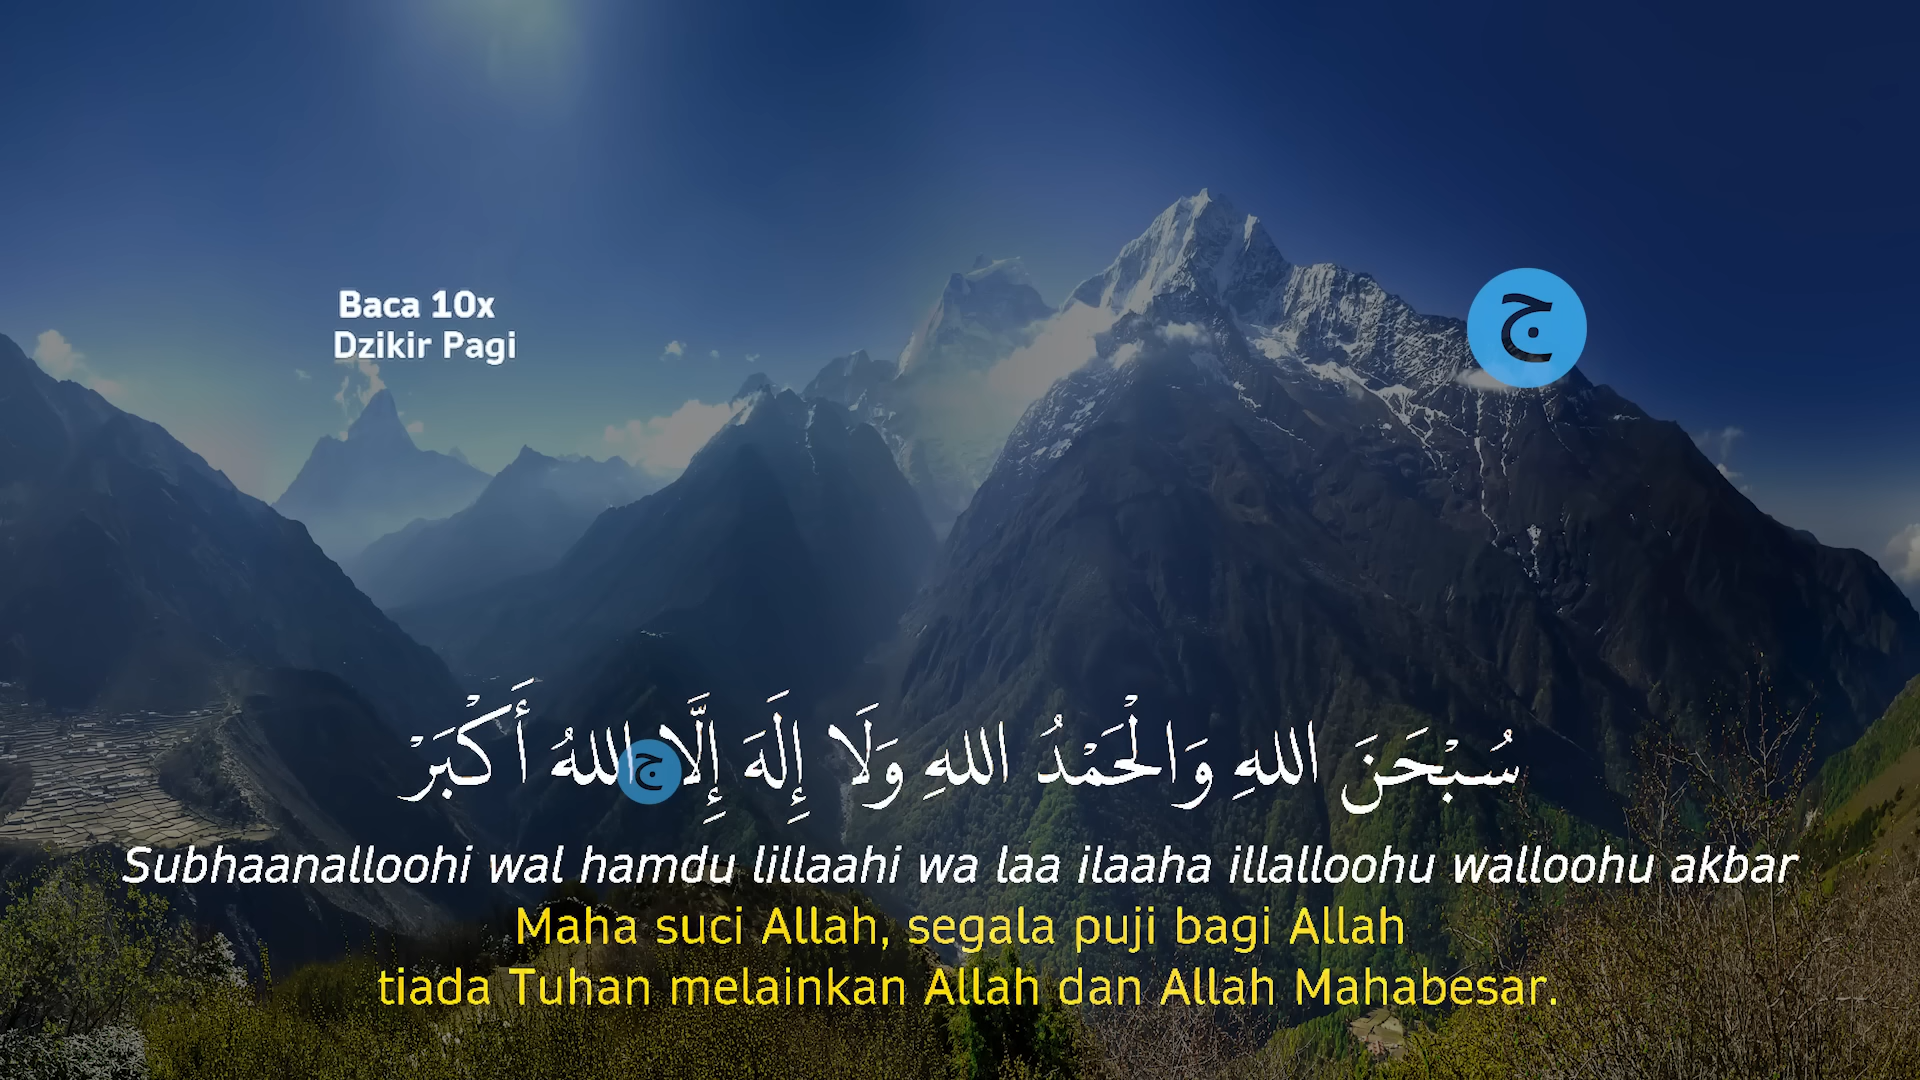 Baca 10x
Dzikir Pagi
ج
سُبْحَنَ اللهِ وَالْحَمْدُ اللهِ وَلَا إِلَهَ إِلَّا اللهُ أَكْبَرْ
ج
Subhaanalloohi wal hamdu lillaahi wa laa ilaaha illalloohu walloohu akbar
Maha suci Allah, segala puji bagi Allah
tiada Tuhan melainkan Allah dan Allah Mahabesar.